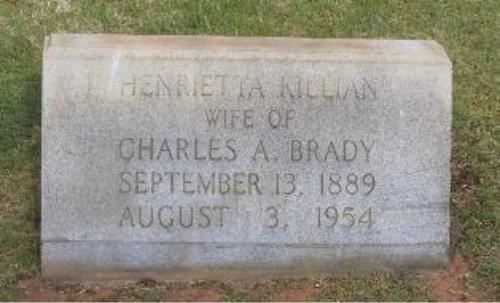 HENRIETTA KILLIAN
WIFE OF
CHARLES A. BRADY
SEPTEMBER 13, 1889
AUGUST 3, 1954